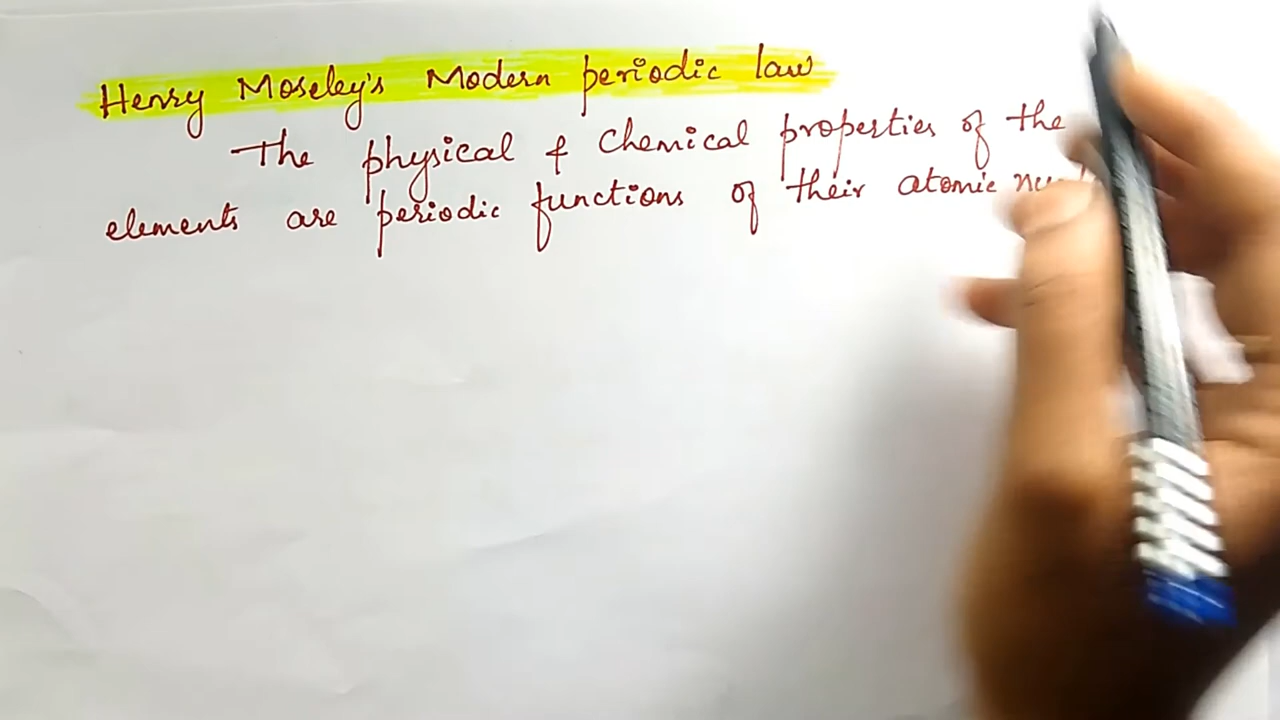 Henry Moseley's Modern periodic law
The physical & Chemical properties of the
elements are periodic functions of their atomic